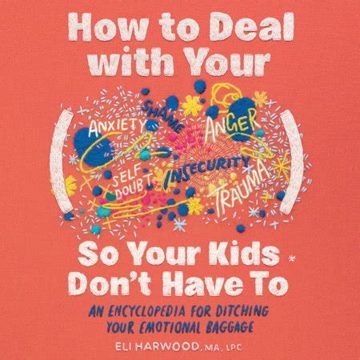 How to Deal
with Your
SHAME
ANXIETY
ANGER
SELF-
DOUBT
INSECURITY
TRAUMA
So Your Kids
Don't Have To
AN ENCYCLOPEDIA FOR DITCHING
YOUR EMOTIONAL BAGGAGE
ELI HARWOOD, MA, LPC